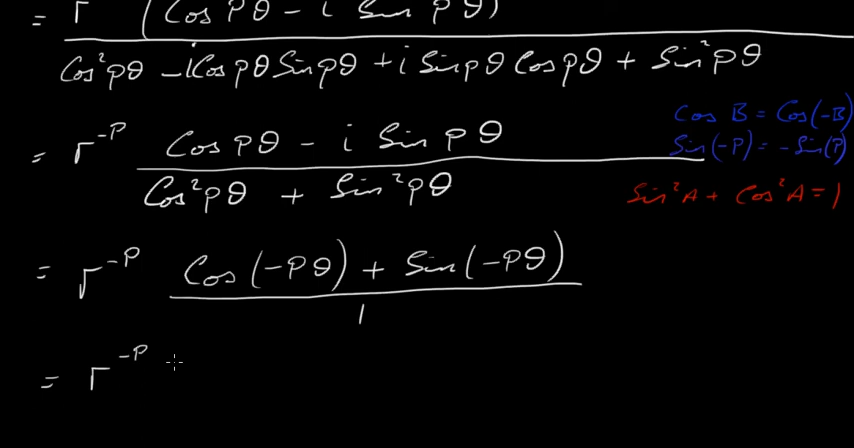 = r (Cos pθ - i Sin pθ)
Cos²pθ - i Cos pθ Sin pθ + i Sin pθ Cos pθ + Sin²pθ
= r^-P Cos pθ - i Sin pθ
Cos²pθ + Sin²pθ
Cos B = Cos(-B)
Sin(-P) = -Sin(P)
Sin²A + Cos²A = 1
= r^-P Cos(-Pθ) + Sin(-Pθ)
1
= r^-P